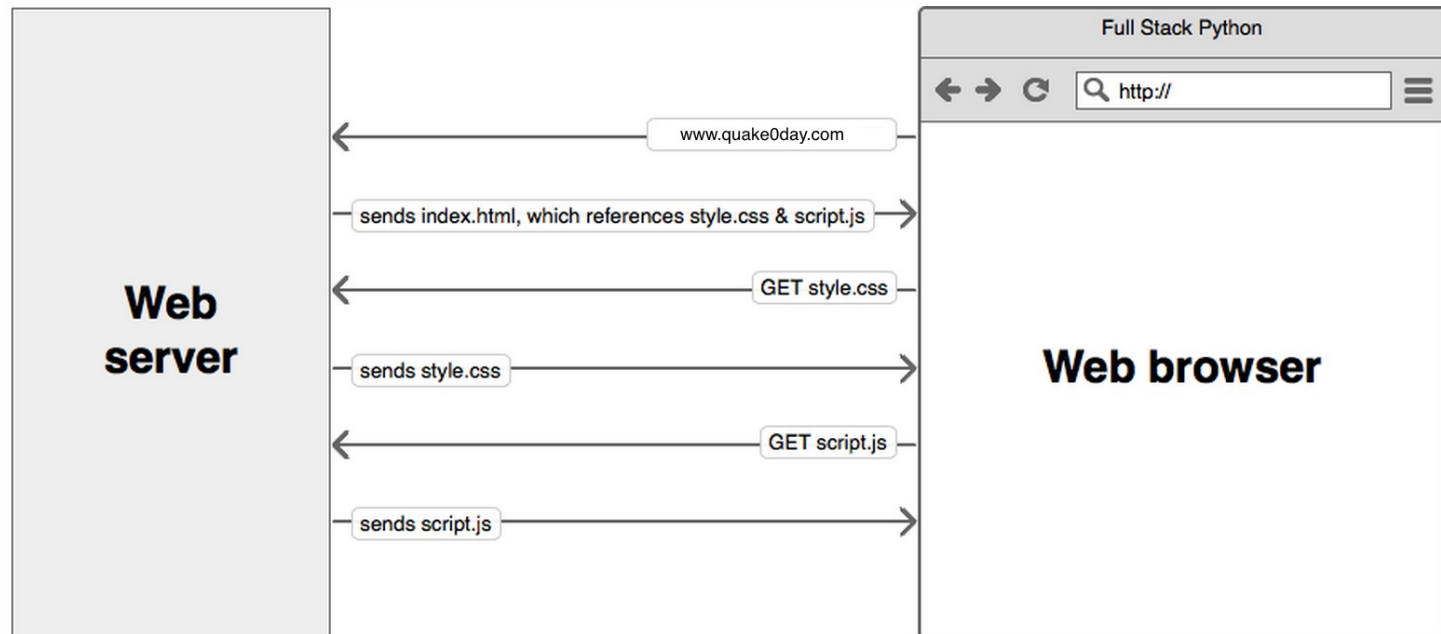 Full Stack Python
http://
www.quake0day.com
sends index.html, which references style.css & script.js
GET style.css
Web
server
sends style.css
Web browser
GET script.js
sends script.js